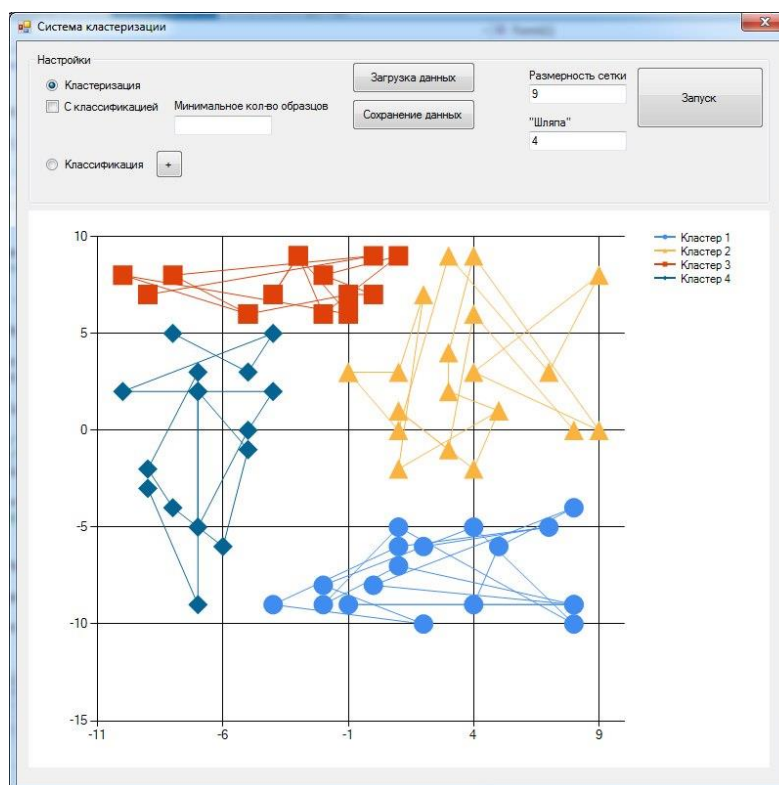 Система кластеризации
Настройки
Кластеризация
С классификацией
Минимальное кол-во образцов
Классификация
+
Загрузка данных
Сохранение данных
Размерность сетки
9
"Шляпа"
4
Запуск
10
5
0
-5
-10
-15
-11 -6 -1 4 9
Кластер 1
Кластер 2
Кластер 3
Кластер 4